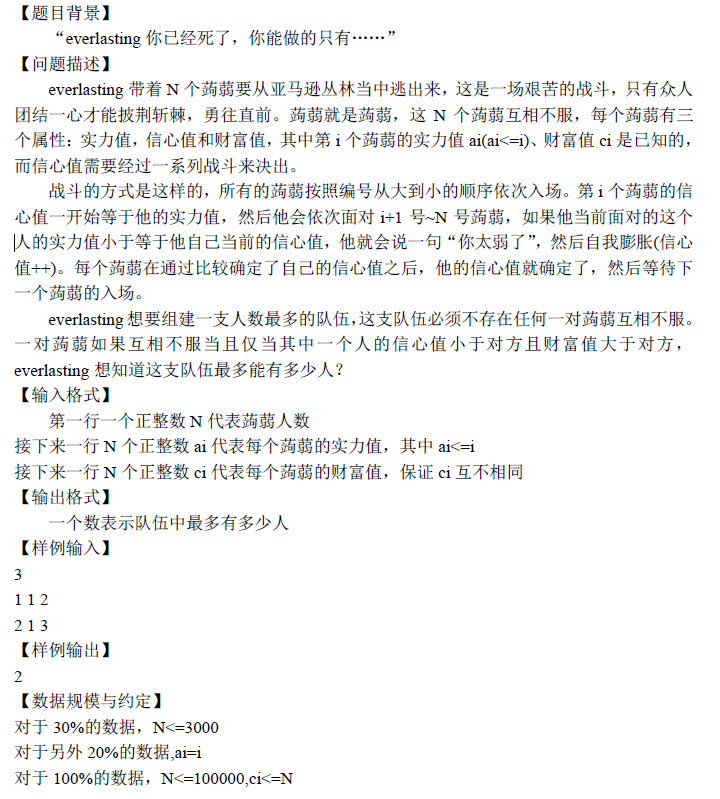 【题目背景】
“everlasting 你已经死了，你能做的只有……”
【问题描述】
everlasting 带着 N 个蒟蒻要从亚马逊丛林当中逃出来，这是一场艰苦的战斗，只有众人
团结一心才能披荆斩棘，勇往直前。蒟蒻就是蒟蒻，这 N 个蒟蒻互相不服，每个蒟蒻有三
个属性：实力值，信心值和财富值，其中第 i 个蒟蒻的实力值 ai(ai<=i)、财富值 ci 是已知的，
而信心值需要经过一系列战斗来决出。
战斗的方式是这样的，所有的蒟蒻按照编号从大到小的顺序依次入场。第 i 个蒟蒻的信
心值一开始等于他的实力值，然后他会依次面对 i+1 号~N 号蒟蒻，如果他当前面对的这个
人的实力值小于等于他自己当前的信心值，他就会说一句“你太弱了”，然后自我膨胀(信心
值++)。每个蒟蒻在通过比较确定了自己的信心值之后，他的信心值就确定了，然后等待下
一个蒟蒻的入场。
everlasting 想要组建一支人数最多的队伍，这支队伍必须不存在任何一对蒟蒻互相不服。
一对蒟蒻如果互相不服当且仅当其中一个人的信心值小于对方且财富值大于对方，
everlasting 想知道这支队伍最多能有多少人？
【输入格式】
第一行一个正整数 N 代表蒟蒻人数
接下来一行 N 个正整数 ai 代表每个蒟蒻的实力值，其中 ai<=i
接下来一行 N 个正整数 ci 代表每个蒟蒻的财富值，保证 ci 互不相同
【输出格式】
一个数表示队伍中最多有多少人
【样例输入】
3
1 1 2
2 1 3
【样例输出】
2
【数据规模与约定】
对于 30%的数据，N<=3000
对于另外 20%的数据,ai=i
对于 100%的数据，N<=100000,ci<=N